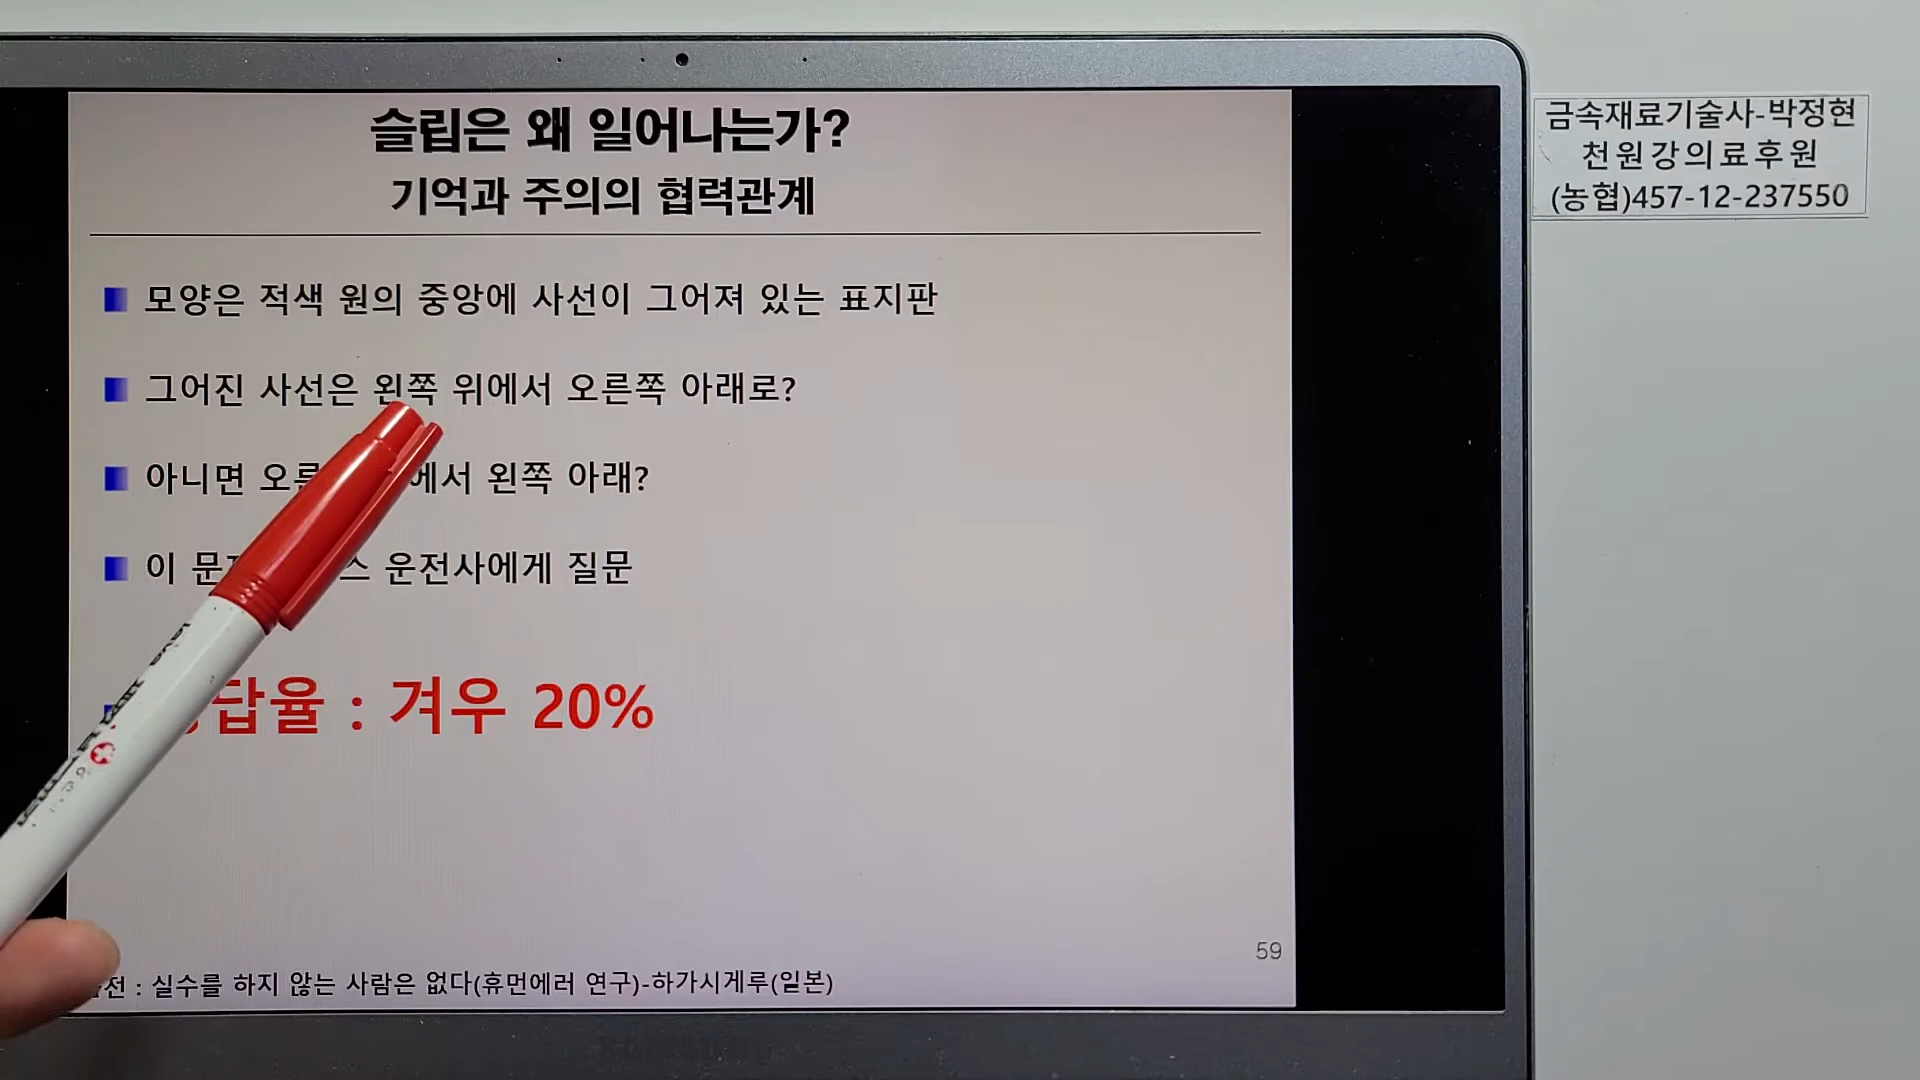 슬립은 왜 일어나는가?
기억과 주의의 협력관계
모양은 적색 원의 중앙에 사선이 그어져 있는 표지판
그어진 사선은 왼쪽 위에서 오른쪽 아래로?
아니면 에서 왼쪽 아래?
이 운전사에게 질문
답율 : 겨우 20%
59
전 : 실수를 하지 않는 사람은 없다(휴먼에러 연구)-하가시게루(일본)
금속재료기술사-박정현
천원강의료후원
(농협)457-12-237550